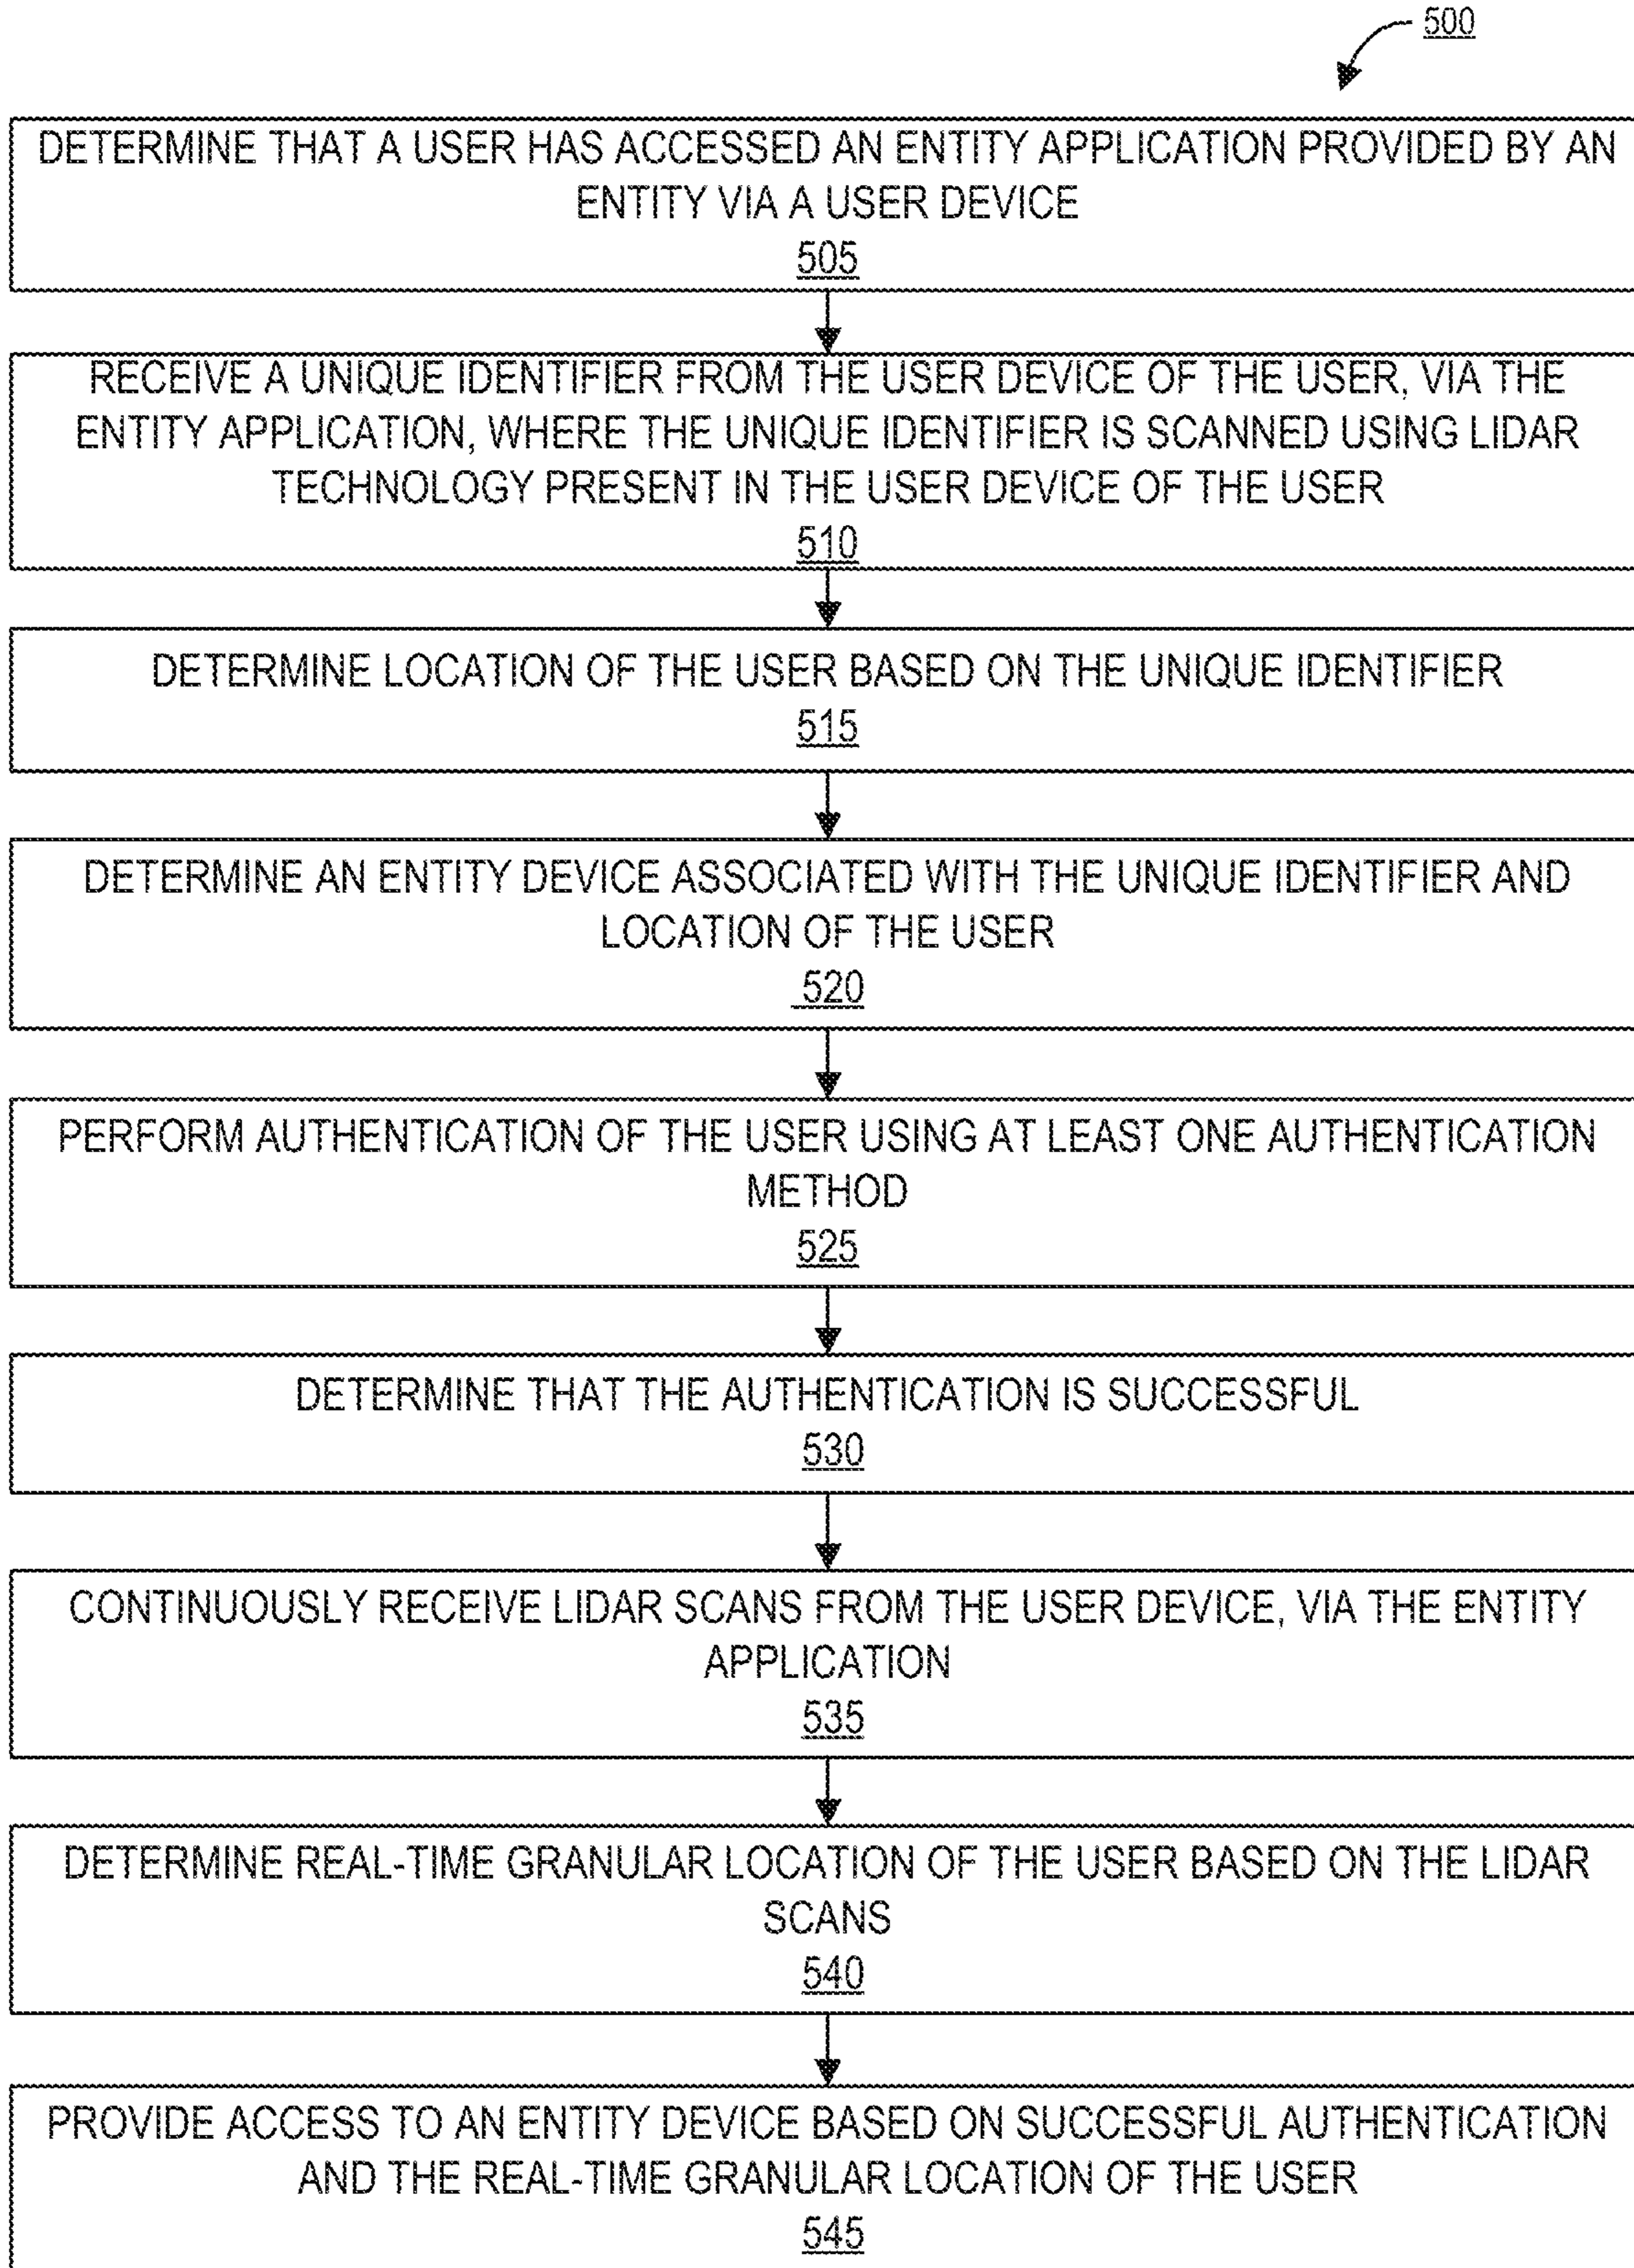 500
DETERMINE THAT A USER HAS ACCESSED AN ENTITY APPLICATION PROVIDED BY AN
ENTITY VIA A USER DEVICE
505
RECEIVE A UNIQUE IDENTIFIER FROM THE USER DEVICE OF THE USER, VIA THE
ENTITY APPLICATION, WHERE THE UNIQUE IDENTIFIER IS SCANNED USING LIDAR
TECHNOLOGY PRESENT IN THE USER DEVICE OF THE USER
510
DETERMINE LOCATION OF THE USER BASED ON THE UNIQUE IDENTIFIER
515
DETERMINE AN ENTITY DEVICE ASSOCIATED WITH THE UNIQUE IDENTIFIER AND
LOCATION OF THE USER
520
PERFORM AUTHENTICATION OF THE USER USING AT LEAST ONE AUTHENTICATION
METHOD
525
DETERMINE THAT THE AUTHENTICATION IS SUCCESSFUL
530
CONTINUOUSLY RECEIVE LIDAR SCANS FROM THE USER DEVICE, VIA THE ENTITY
APPLICATION
535
DETERMINE REAL-TIME GRANULAR LOCATION OF THE USER BASED ON THE LIDAR
SCANS
540
PROVIDE ACCESS TO AN ENTITY DEVICE BASED ON SUCCESSFUL AUTHENTICATION
AND THE REAL-TIME GRANULAR LOCATION OF THE USER
545